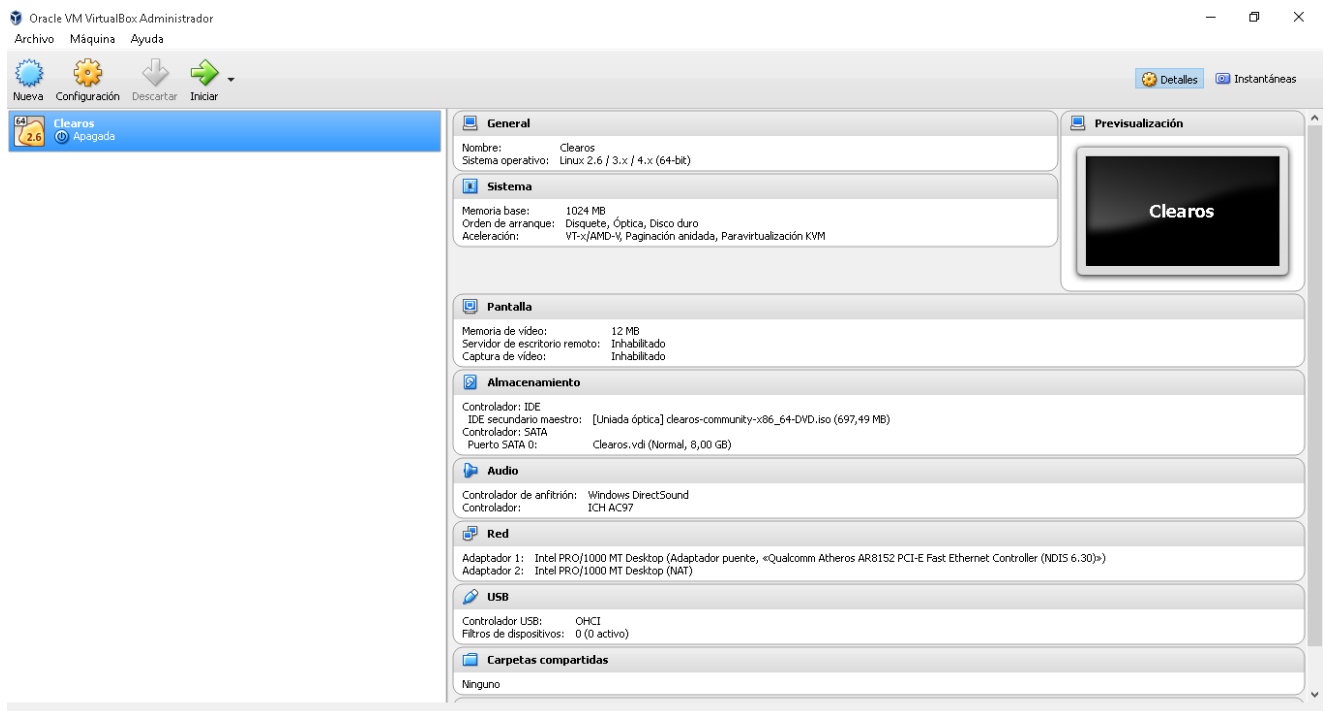 Oracle VM VirtualBox Administrador
Archivo Máquina Ayuda
Nueva Configuración Descartar Iniciar
Detalles Instantáneas
64
2.6
Clearos
Apagada
General
Nombre: Clearos
Sistema operativo: Linux 2.6 / 3.x / 4.x (64-bit)
Sistema
Memoria base: 1024 MB
Orden de arranque: Disquete, Óptica, Disco duro
Aceleración: VT-x/AMD-V, Paginación anidada, Paravirtualización KVM
Previsualización
Clearos
Pantalla
Memoria de vídeo: 12 MB
Servidor de escritorio remoto: Inhabilitado
Captura de vídeo: Inhabilitado
Almacenamiento
Controlador: IDE
IDE secundario maestro: [Uniada óptica] clearos-community-x86_64-DVD.iso (697,49 MB)
Controlador: SATA
Puerto SATA 0: Clearos.vdi (Normal, 8,00 GB)
Audio
Controlador de anfitrión: Windows DirectSound
Controlador: ICH AC97
Red
Adaptador 1: Intel PRO/1000 MT Desktop (Adaptador puente, «Qualcomm Atheros AR8152 PCI-E Fast Ethernet Controller (NDIS 6.30)»)
Adaptador 2: Intel PRO/1000 MT Desktop (NAT)
USB
Controlador USB: OHCI
Filtros de dispositivos: 0 (0 activo)
Carpetas compartidas
Ninguno